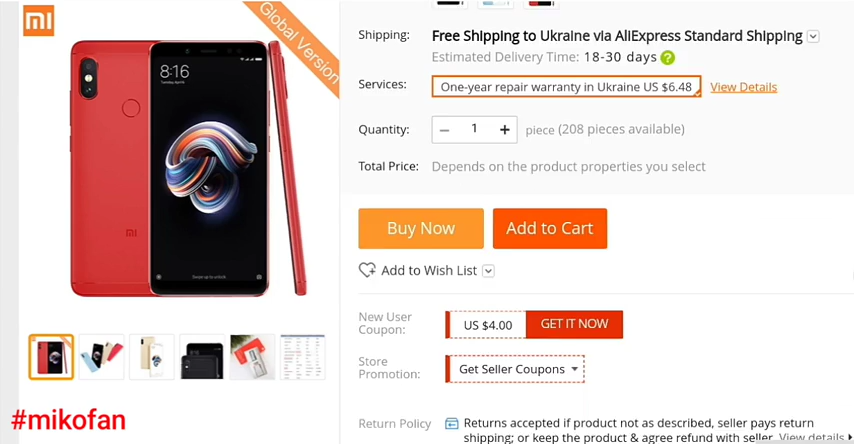 mi
Global Version
8:16
mi
Swipe up to unlock
Shipping: Free Shipping to Ukraine via AliExpress Standard Shipping
Estimated Delivery Time: 18-30 days ?
Services: One-year repair warranty in Ukraine US $6.48 View Details
Quantity: − 1 + piece (208 pieces available)
Total Price: Depends on the product properties you select
Buy Now Add to Cart
Add to Wish List
New User
Coupon: US $4.00 GET IT NOW
Store
Promotion: Get Seller Coupons
Return Policy Returns accepted if product not as described, seller pays return
shipping; or keep the product & agree refund with seller. View details
#mikofan